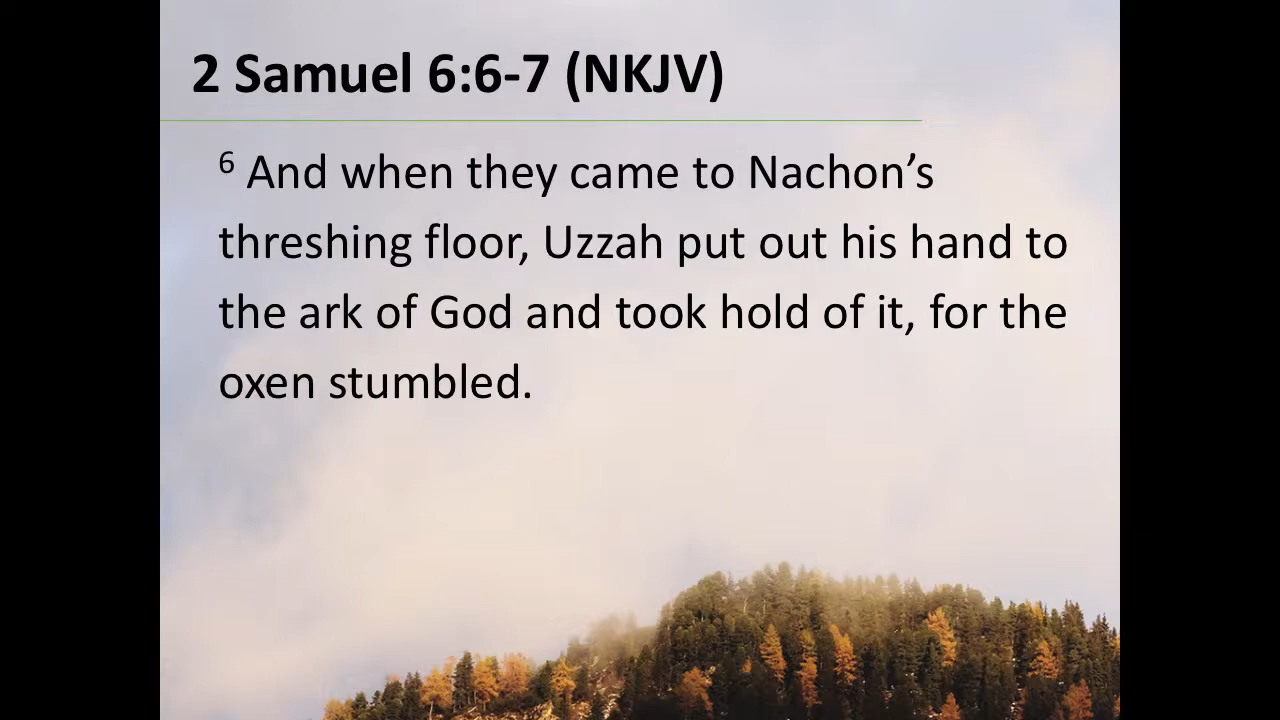 2 Samuel 6:6-7 (NKJV)
6 And when they came to Nachon’s
threshing floor, Uzzah put out his hand to
the ark of God and took hold of it, for the
oxen stumbled.